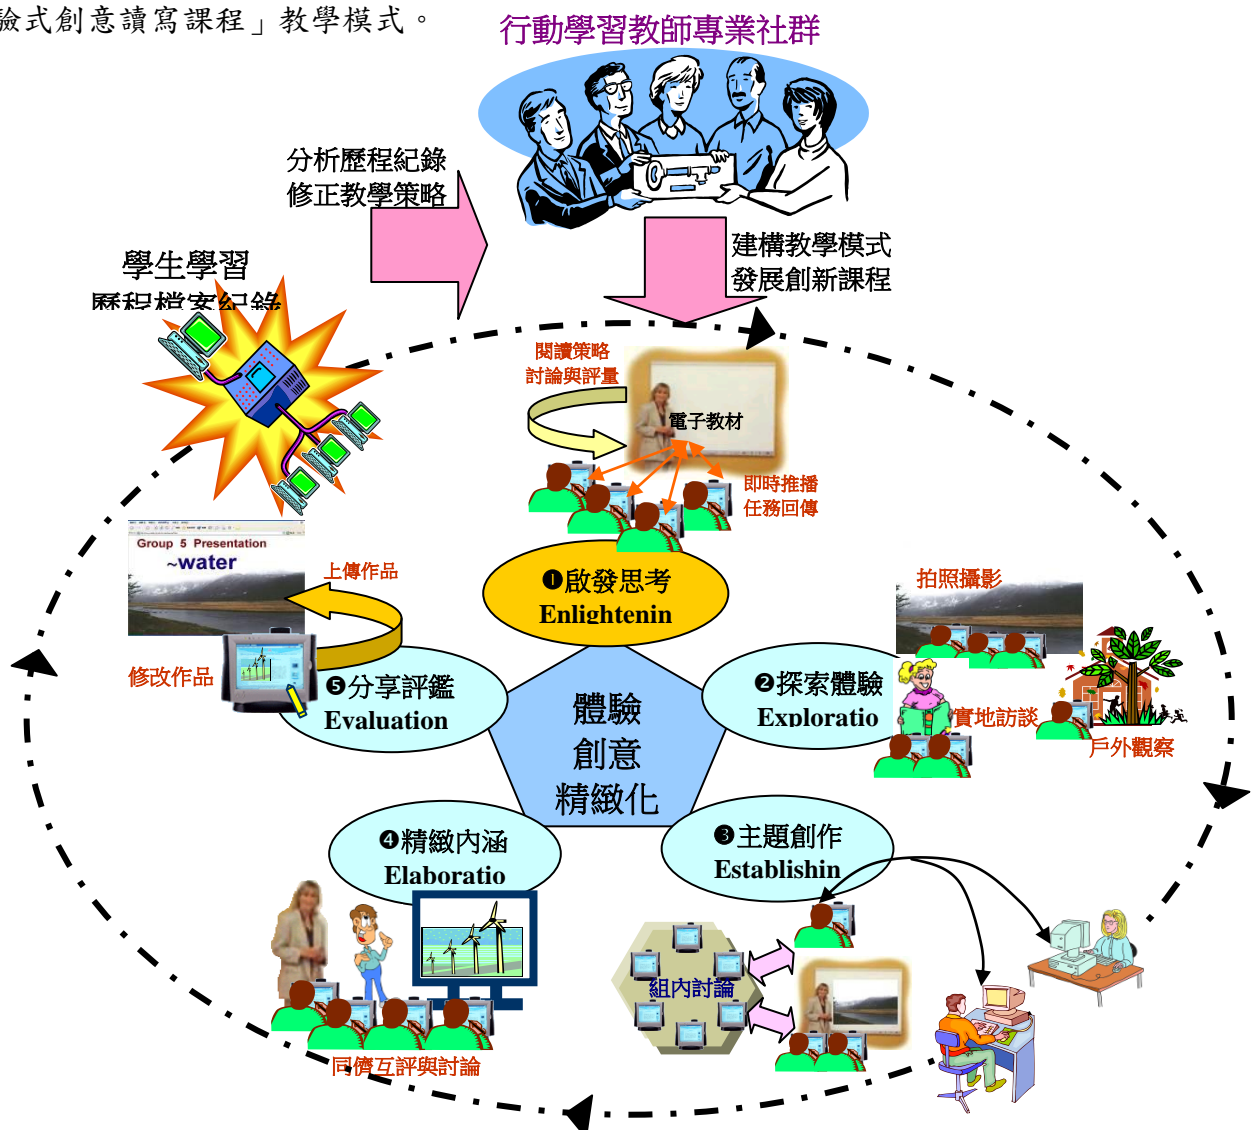 驗式創意讀寫課程」教學模式。
行動學習教師專業社群
分析歷程紀錄
修正教學策略
建構教學模式
發展創新課程
學生學習
歷程檔案紀錄
閱讀策略
討論與評量
電子教材
即時推播
任務回傳
Group 5 Presentation
~water
上傳作品
修改作品
❶啟發思考
Enlightenin
拍照攝影
❷探索體驗
Exploratio
實地訪談
戶外觀察
❺分享評鑑
Evaluation
體驗
創意
精緻化
❹精緻內涵
Elaboratio
❸主題創作
Establishin
組內討論
同儕互評與討論